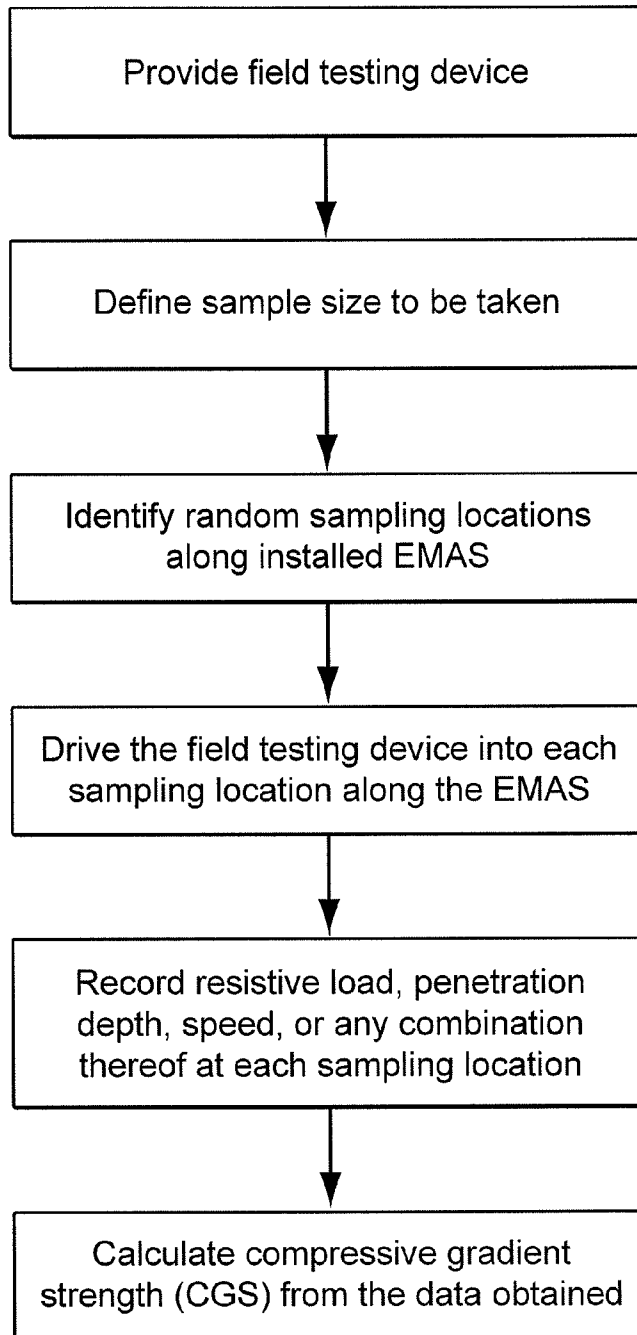 Provide field testing device
Define sample size to be taken
Identify random sampling locations
along installed EMAS
Drive the field testing device into each
sampling location along the EMAS
Record resistive load, penetration
depth, speed, or any combination
thereof at each sampling location
Calculate compressive gradient
strength (CGS) from the data obtained